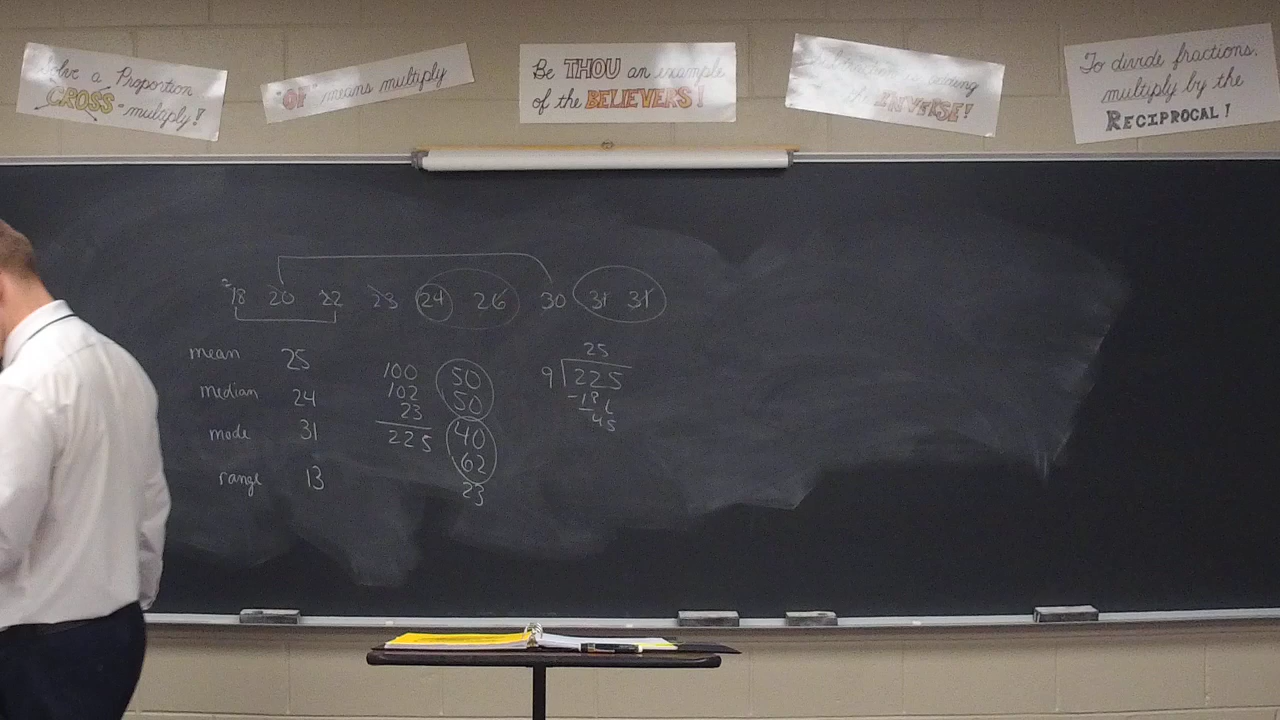 Solve a Proportion
CROSS-multiply!
"OF" means multiply
Be THOU an example
of the BELIEVERS!
INVERSE!
To divide fractions,
multiply by the
RECIPROCAL!
18 20 22 23 24 26 30 31 31
mean 25
median 24
mode 31
range 13
100
102
23
225
50
50
40
62
23
25
9 225
-18
45